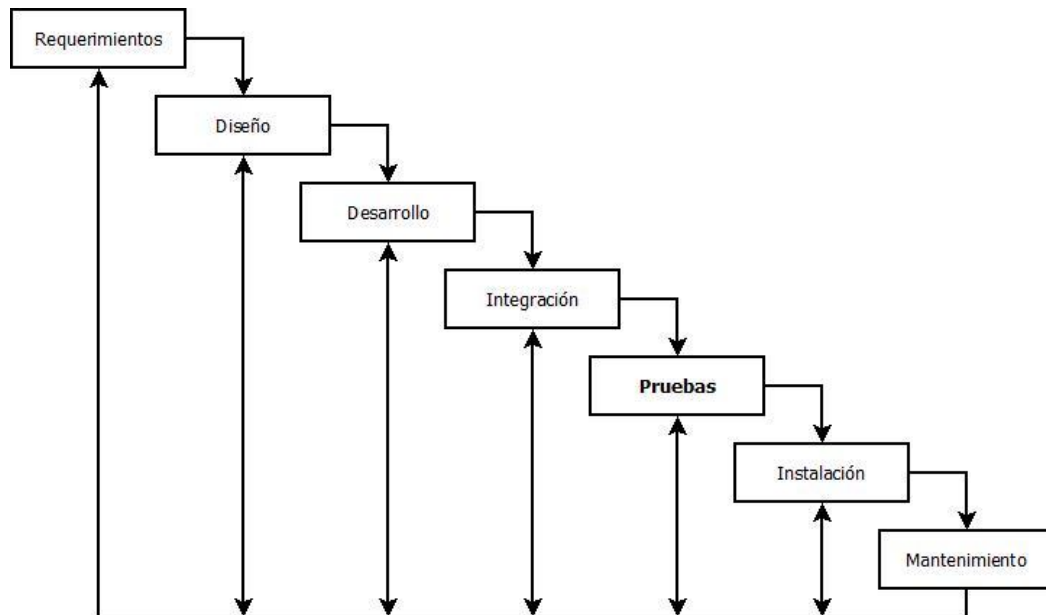 Requerimientos
Diseño
Desarrollo
Integración
Pruebas
Instalación
Mantenimiento